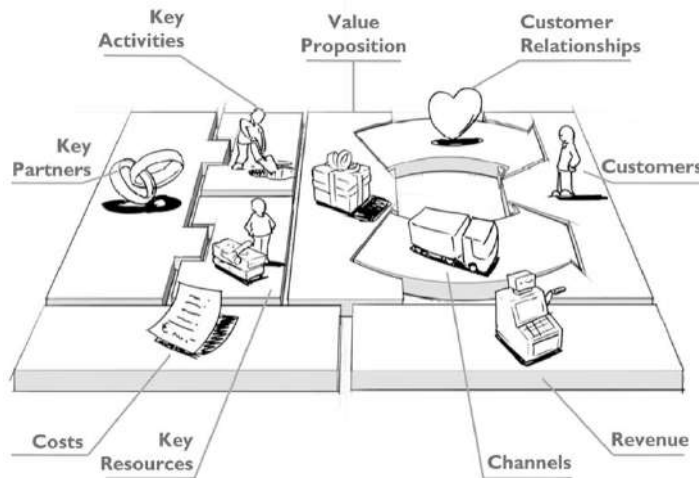 Key
Activities
Value
Proposition
Customer
Relationships
Key
Partners
Customers
Costs
Key
Resources
Channels
Revenue